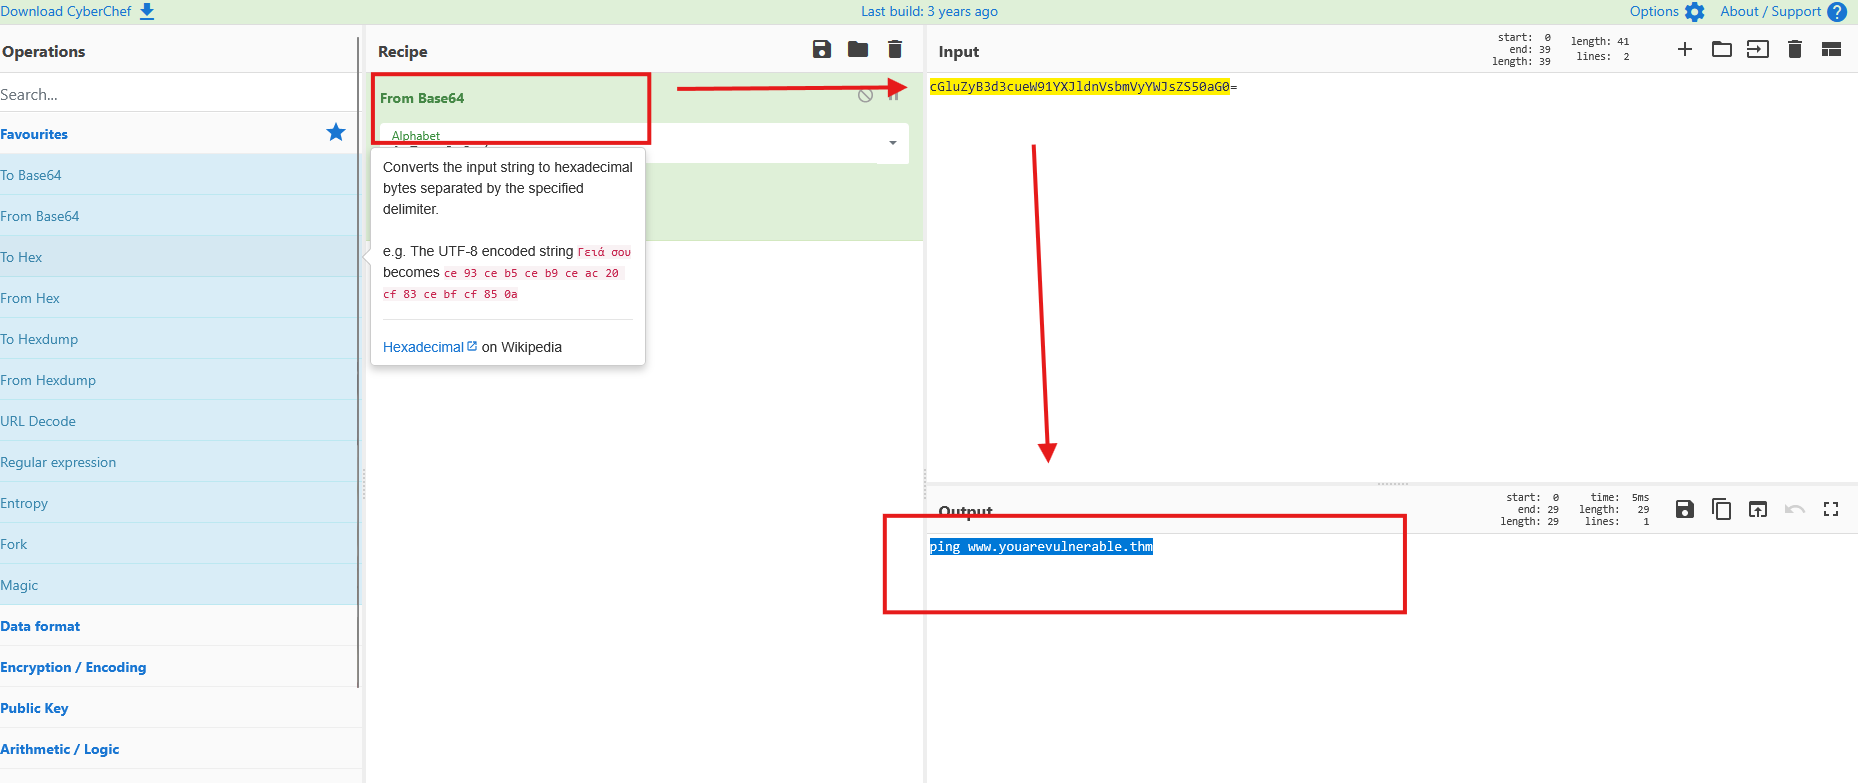 Download CyberChef
Last build: 3 years ago
Options
About / Support
Operations
Search...
Favourites
To Base64
From Base64
To Hex
From Hex
To Hexdump
From Hexdump
URL Decode
Regular expression
Entropy
Fork
Magic
Data format
Encryption / Encoding
Public Key
Arithmetic / Logic
Recipe
From Base64
Alphabet
Converts the input string to hexadecimal
bytes separated by the specified
delimiter.
e.g. The UTF-8 encoded string Γειά σου
becomes ce 93 ce b5 ce b9 ce ac 20
cf 83 ce bf cf 85 0a
Hexadecimal on Wikipedia
Input
start: 0
end: 39
length: 39
length: 41
lines: 2
cGluZyB3d3cueW91YXJldnVsbmVyYWJsZS50aG0=
Output
start: 0
end: 29
length: 29
time: 5ms
length: 29
lines: 1
ping www.youarevulnerable.thm